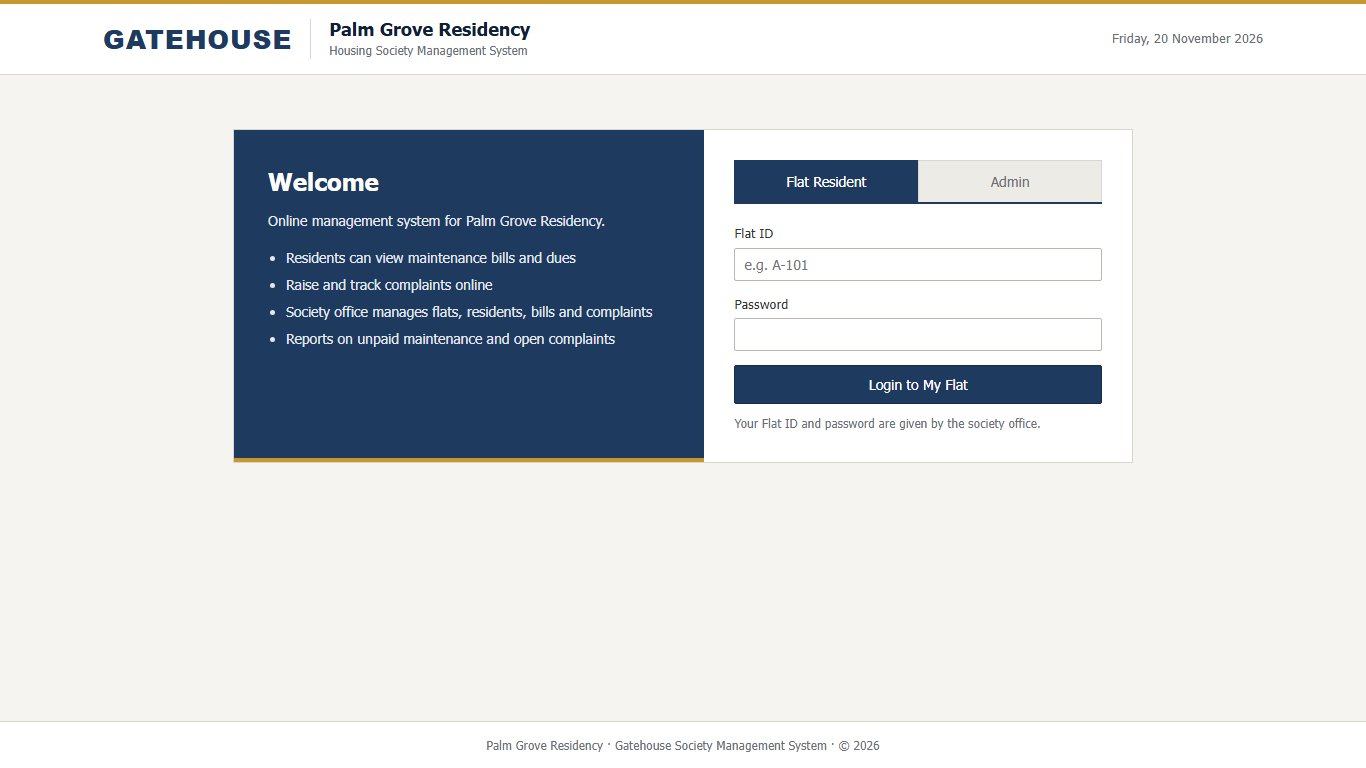 GATEHOUSE
Palm Grove Residency
Housing Society Management System
Friday, 20 November 2026
Welcome
Online management system for Palm Grove Residency.
• Residents can view maintenance bills and dues
• Raise and track complaints online
• Society office manages flats, residents, bills and complaints
• Reports on unpaid maintenance and open complaints
Flat Resident
Admin
Flat ID
e.g. A-101
Password
Login to My Flat
Your Flat ID and password are given by the society office.
Palm Grove Residency · Gatehouse Society Management System · © 2026